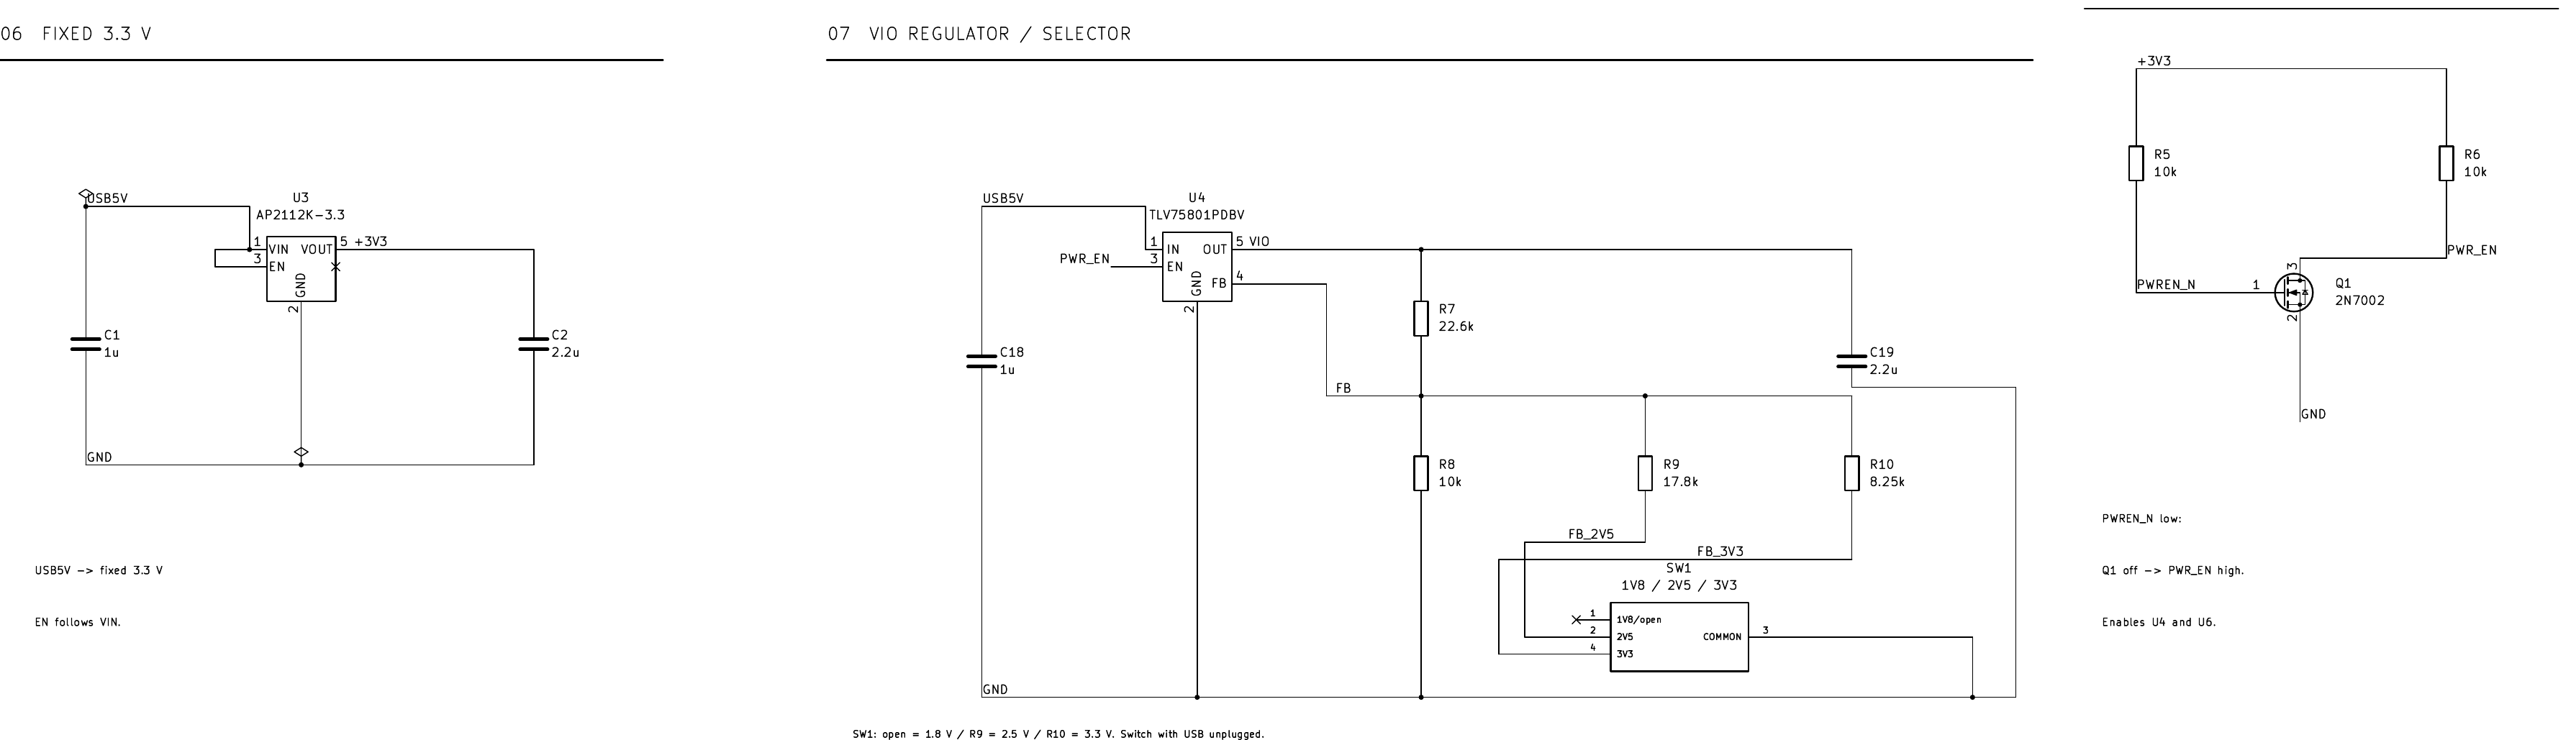 06 FIXED 3.3 V
USB5V
U3
AP2112K-3.3
1
VIN
VOUT
5
+3V3
3
EN
GND
2
C1
1u
C2
2.2u
GND
USB5V -> fixed 3.3 V
EN follows VIN.
07 VIO REGULATOR / SELECTOR
USB5V
U4
TLV75801PDBV
1
IN
OUT
5
VIO
PWR_EN
3
EN
GND
FB
4
2
R7
22.6k
C18
1u
C19
2.2u
FB
R8
10k
R9
17.8k
R10
8.25k
FB_2V5
FB_3V3
SW1
1V8 / 2V5 / 3V3
1
1V8/open
2
2V5
COMMON
3
4
3V3
GND
SW1: open = 1.8 V / R9 = 2.5 V / R10 = 3.3 V. Switch with USB unplugged.
+3V3
R5
10k
R6
10k
PWR_EN
3
PWREN_N
1
Q1
2N7002
2
GND
PWREN_N low:
Q1 off -> PWR_EN high.
Enables U4 and U6.